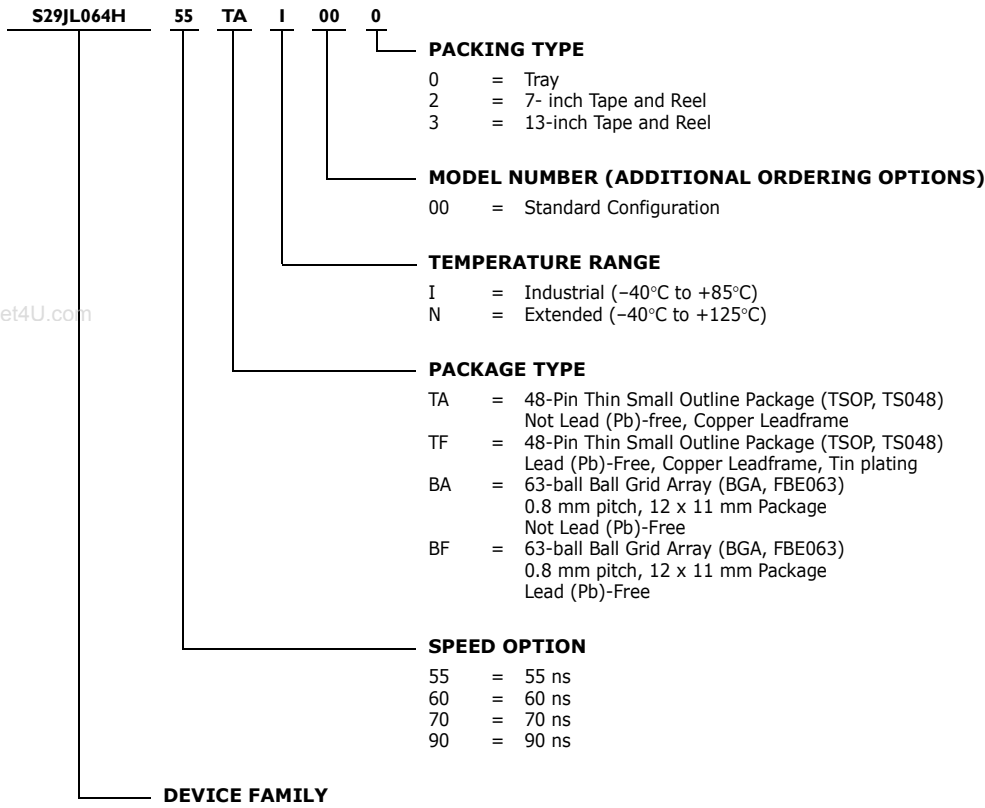 S29JL064H 55 TA I 00 0
PACKING TYPE
0 = Tray
2 = 7- inch Tape and Reel
3 = 13-inch Tape and Reel
MODEL NUMBER (ADDITIONAL ORDERING OPTIONS)
00 = Standard Configuration
TEMPERATURE RANGE
I = Industrial (–40°C to +85°C)
N = Extended (–40°C to +125°C)
et4U.com
PACKAGE TYPE
TA = 48-Pin Thin Small Outline Package (TSOP, TS048)
Not Lead (Pb)-free, Copper Leadframe
TF = 48-Pin Thin Small Outline Package (TSOP, TS048)
Lead (Pb)-Free, Copper Leadframe, Tin plating
BA = 63-ball Ball Grid Array (BGA, FBE063)
0.8 mm pitch, 12 x 11 mm Package
Not Lead (Pb)-Free
BF = 63-ball Ball Grid Array (BGA, FBE063)
0.8 mm pitch, 12 x 11 mm Package
Lead (Pb)-Free
SPEED OPTION
55 = 55 ns
60 = 60 ns
70 = 70 ns
90 = 90 ns
DEVICE FAMILY